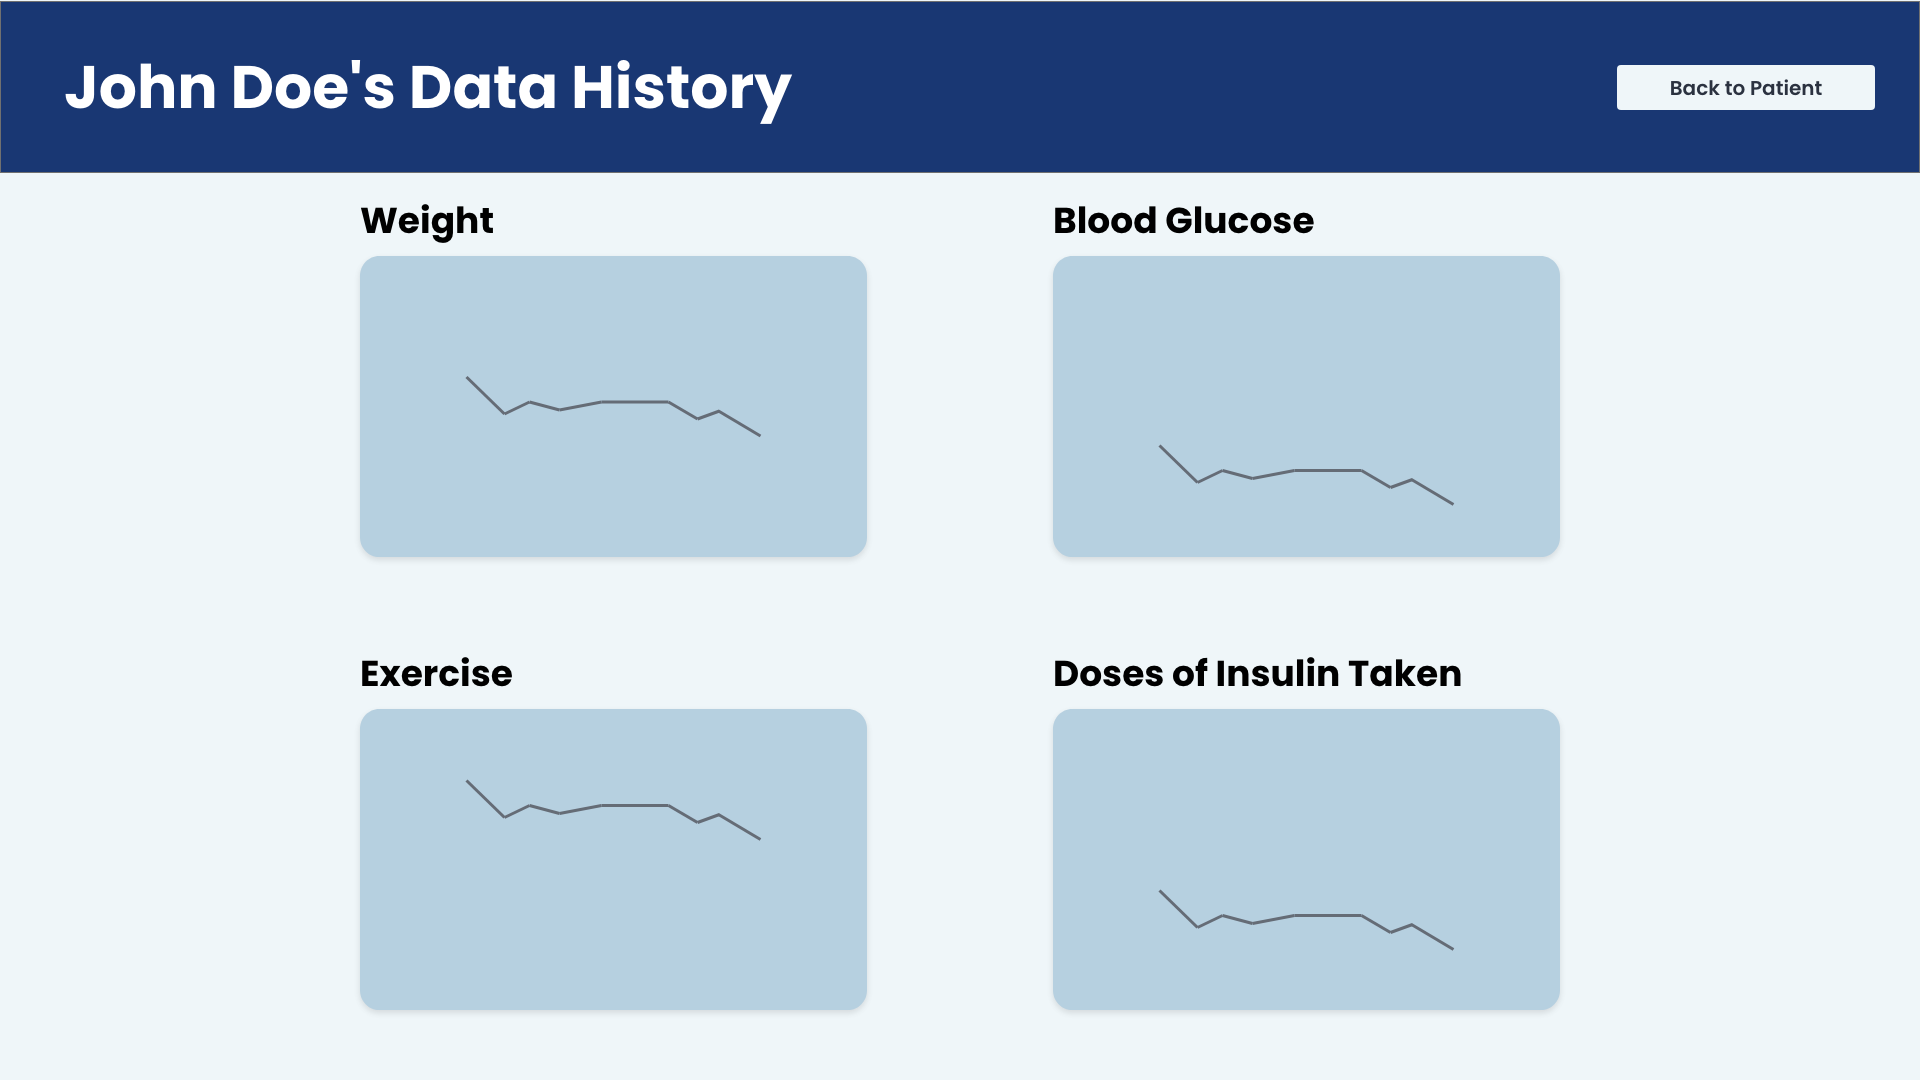 John Doe's Data History
Back to Patient
Weight
Blood Glucose
Exercise
Doses of Insulin Taken